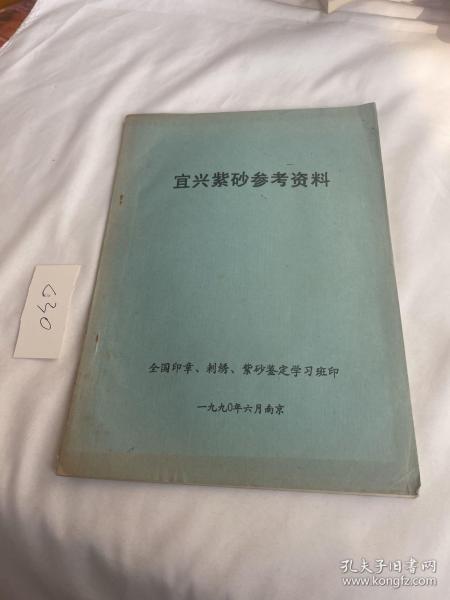 宜兴紫砂参考资料
全国印章、刺绣、紫砂鉴定学习班印
一九九〇年六月南京
孔夫子旧书网
www.kongfz.com